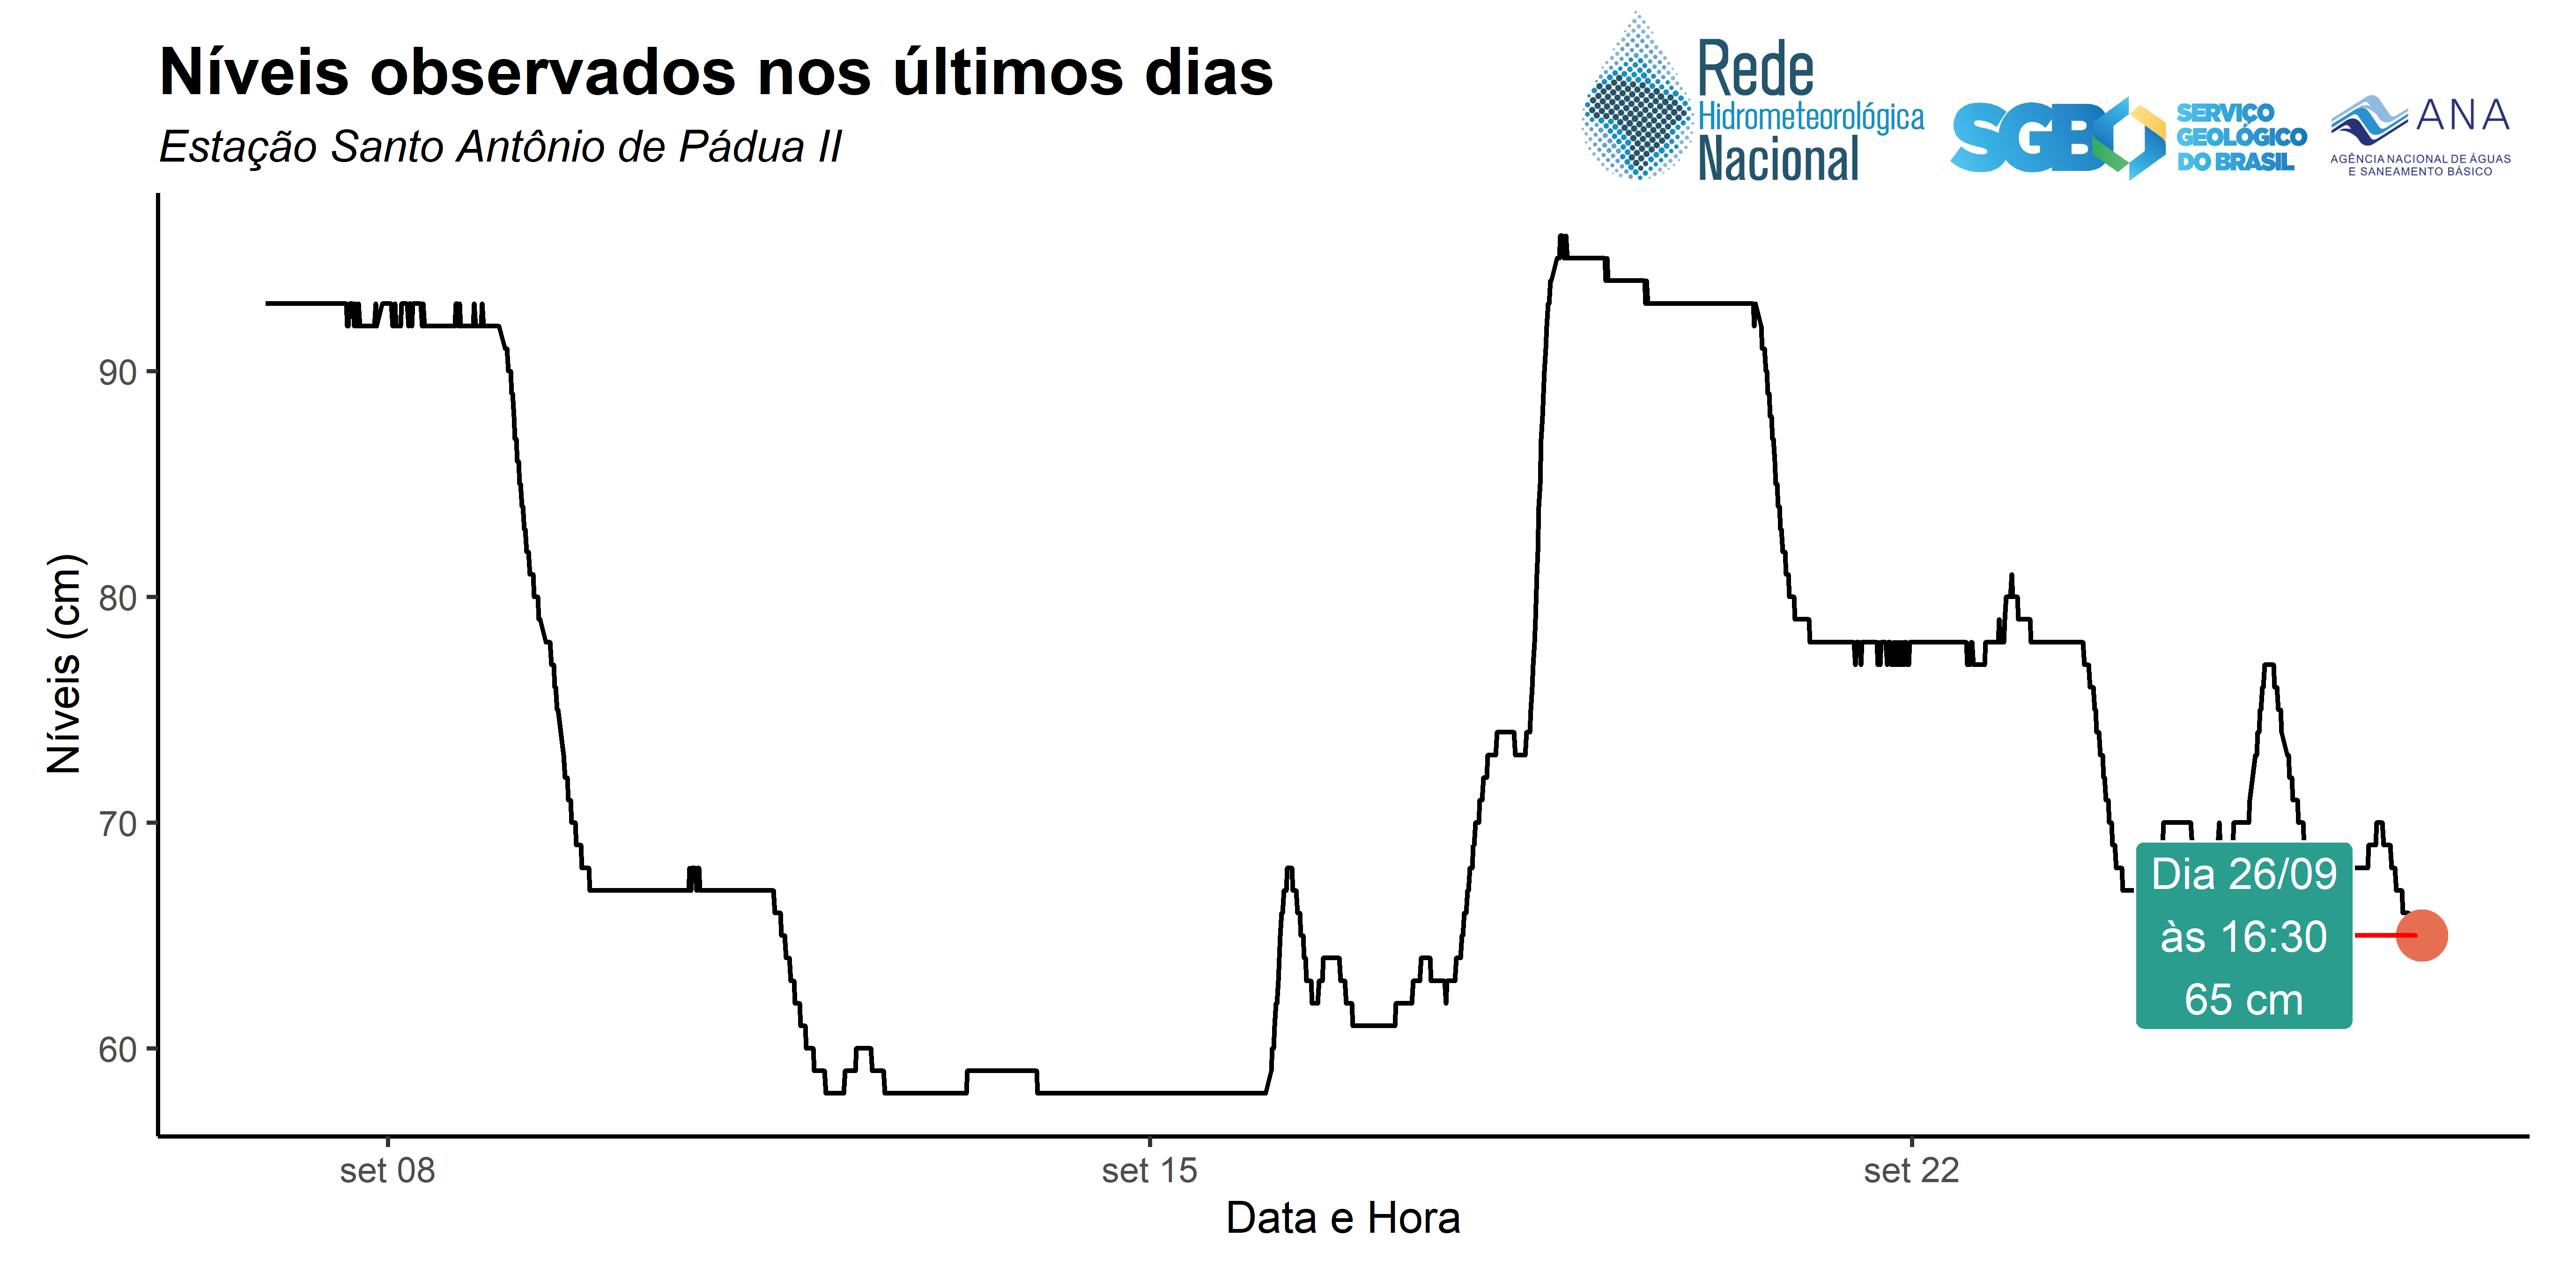 Níveis observados nos últimos dias
Estação Santo Antônio de Pádua II
Rede
Hidrometeorológica
Nacional
SGB
SERVIÇO
GEOLÓGICO
DO BRASIL
ANA
AGÊNCIA NACIONAL DE ÁGUAS
E SANEAMENTO BÁSICO
Níveis (cm)
90
80
70
60
Dia 26/09
às 16:30
65 cm
set 08
set 15
set 22
Data e Hora